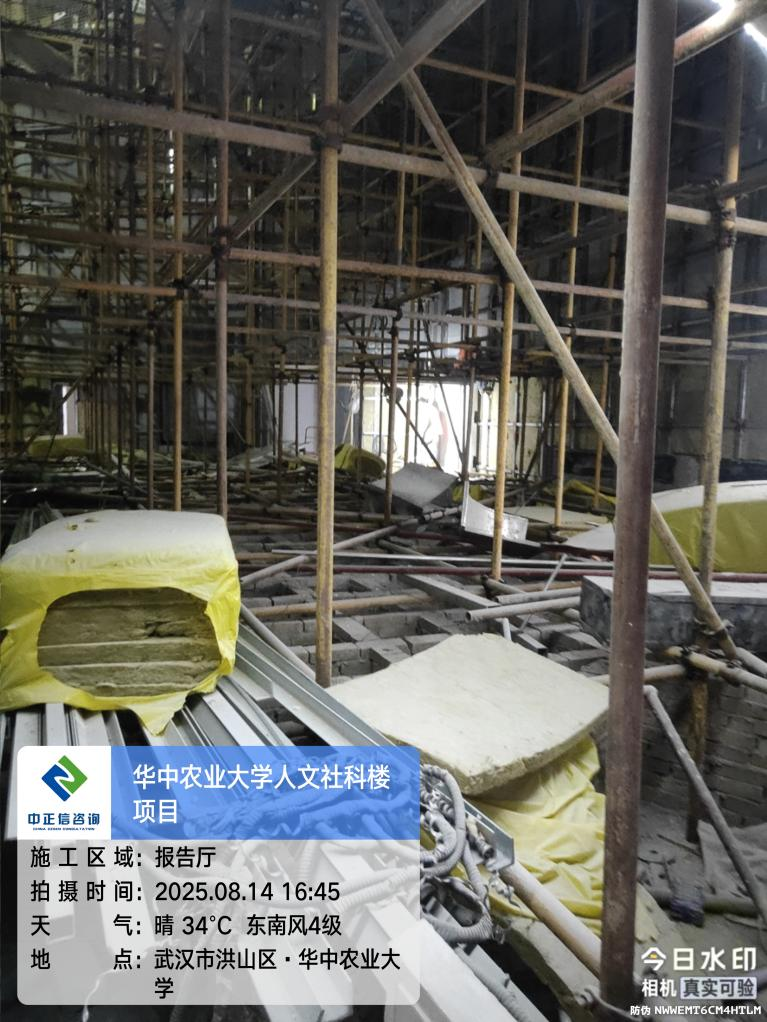 中正信咨询
CHINA ZENXIN CONSULTATION
华中农业大学人文社科楼
项目
施工区域：报告厅
拍摄时间：2025.08.14 16:45
天气：晴 34℃ 东南风4级
地点：武汉市洪山区·华中农业大
学
今日水印
相机 真实可验
防伪 NWWEMT6CM4HTLM